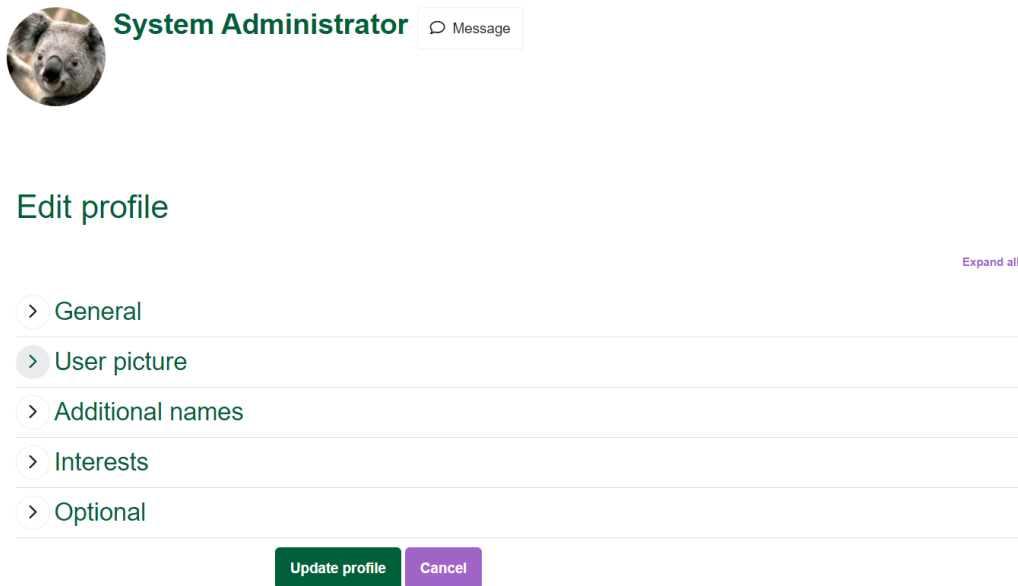 System Administrator Message
Edit profile
Expand all
General
User picture
Additional names
Interests
Optional
Update profile Cancel